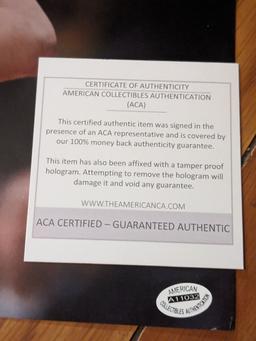 CERTIFICATE OF AUTHENTICITY
AMERICAN COLLECTIBLES AUTHENTICATION
(ACA)
This certified authentic item was signed in the
presence of an ACA representative and is covered by
our 100% money back authenticity guarantee.
This item has also been affixed with a tamper proof
hologram. Attempting to remove the hologram will
damage it and void any guarantee.
WWW.THEAMERICANCA.COM
ACA CERTIFIED – GUARANTEED AUTHENTIC
AMERICAN
A11032
COLLECTIBLES AUTHENTICATION